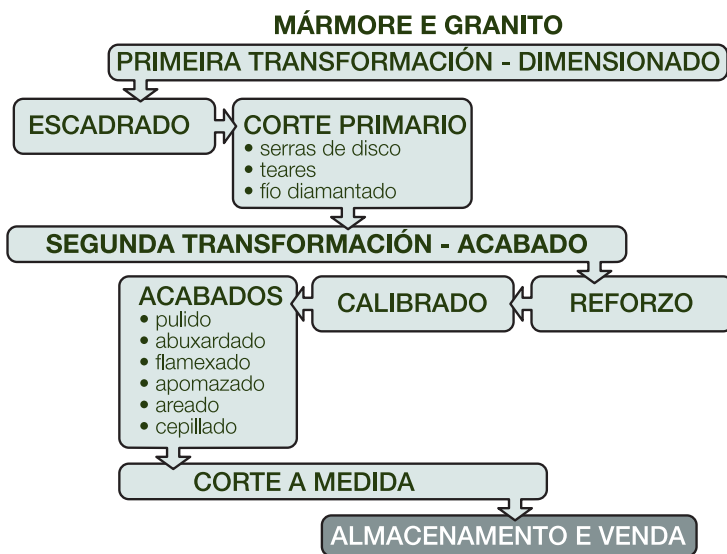 MÁRMORE E GRANITO
PRIMEIRA TRANSFORMACIÓN - DIMENSIONADO
ESCADRADO
CORTE PRIMARIO
• serras de disco
• teares
• fío diamantado
SEGUNDA TRANSFORMACIÓN - ACABADO
REFORZO
CALIBRADO
ACABADOS
• pulido
• abuxardado
• flamexado
• apomazado
• areado
• cepillado
CORTE A MEDIDA
ALMACENAMENTO E VENDA